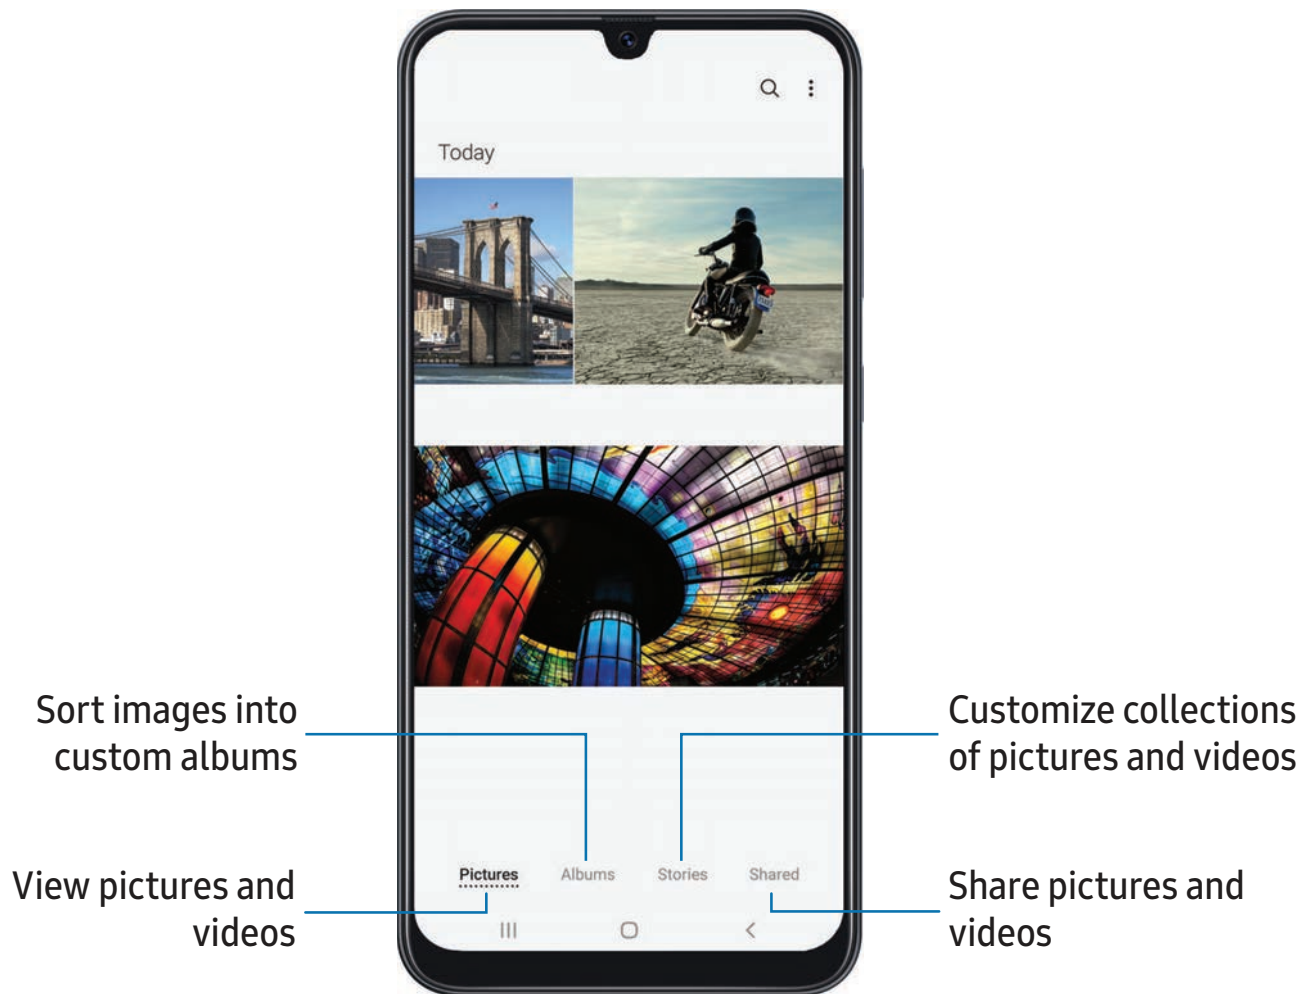 Today
Sort images into
custom albums
Customize collections
of pictures and videos
Pictures
Albums
Stories
Shared
View pictures and
videos
Share pictures and
videos